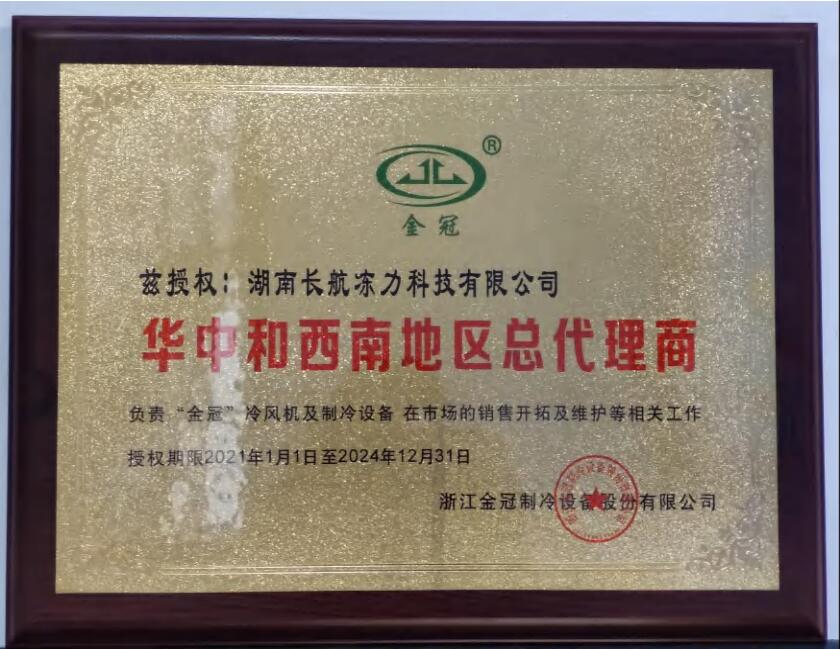 ®
金冠
兹授权：湖南长航冻力科技有限公司
华中和西南地区总代理商
负责“金冠”冷风机及制冷设备 在市场的销售开拓及维护等相关工作
授权期限2021年1月1日至2024年12月31日
浙江金冠制冷设备股份有限公司